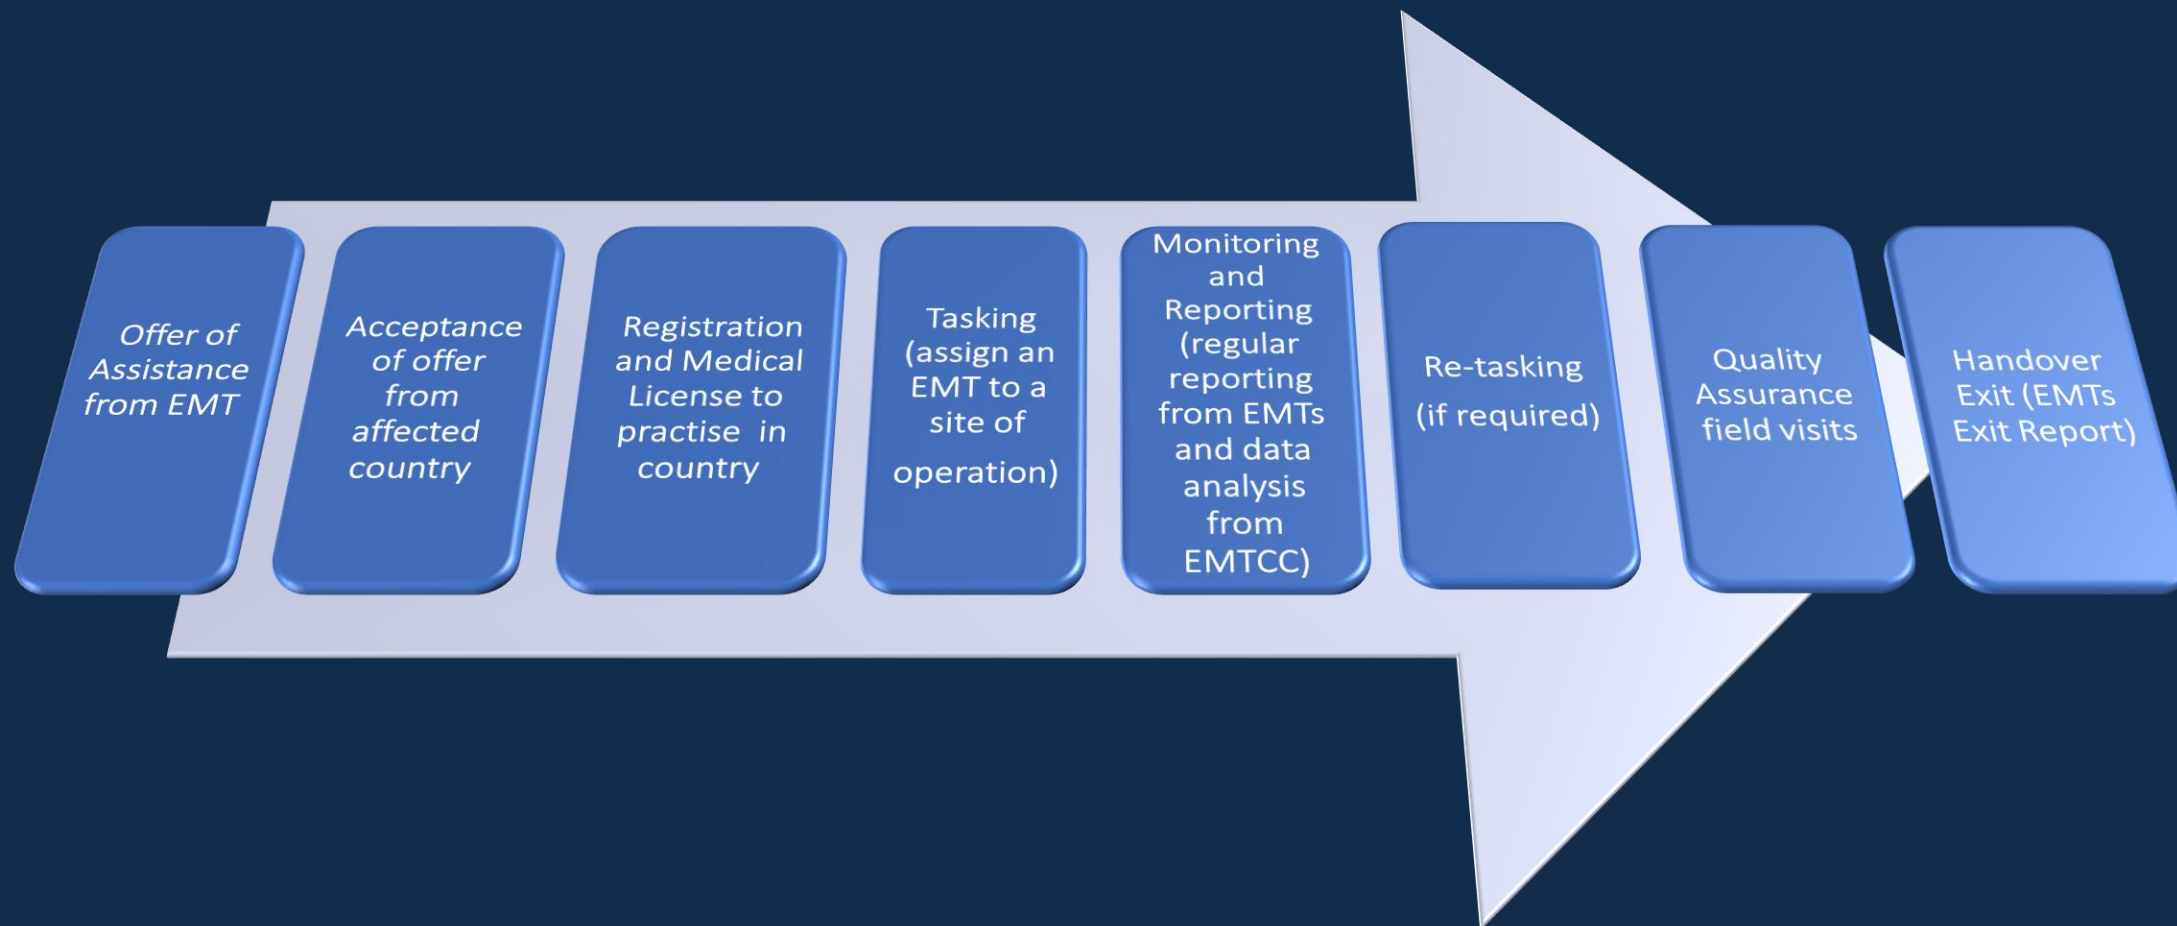 Offer of
Assistance
from EMT
Acceptance
of offer
from
affected
country
Registration
and Medical
License to
practise in
country
Tasking
(assign an
EMT to a
site of
operation)
Monitoring
and
Reporting
(regular
reporting
from EMTs
and data
analysis
from
EMTCC)
Re-tasking
(if required)
Quality
Assurance
field visits
Handover
Exit (EMTs
Exit Report)